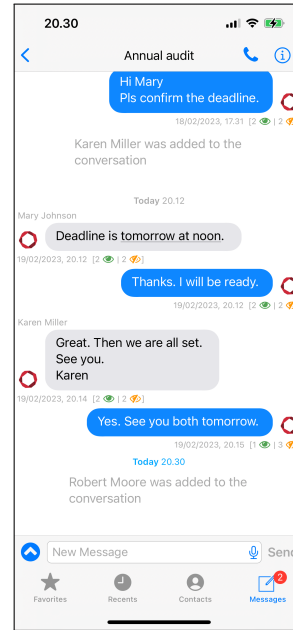 20.30
Annual audit
Hi Mary
Pls confirm the deadline.
18/02/2023, 17.31 [2 | 2
Karen Miller was added to the
conversation
Today 20.12
Mary Johnson
Deadline is tomorrow at noon.
19/02/2023, 20.12 [2 | 2 ]
Thanks. I will be ready.
19/02/2023, 20.12 [2 | 2
Karen Miller
Great. Then we are all set.
See you.
Karen
19/02/2023, 20.14 [2 | 2 ]
Yes. See you both tomorrow.
19/02/2023, 20.15 [1 | 3
Today 20.30
Robert Moore was added to the
conversation
New Message
Send
2
Favorites
Recents
Contacts
Messages